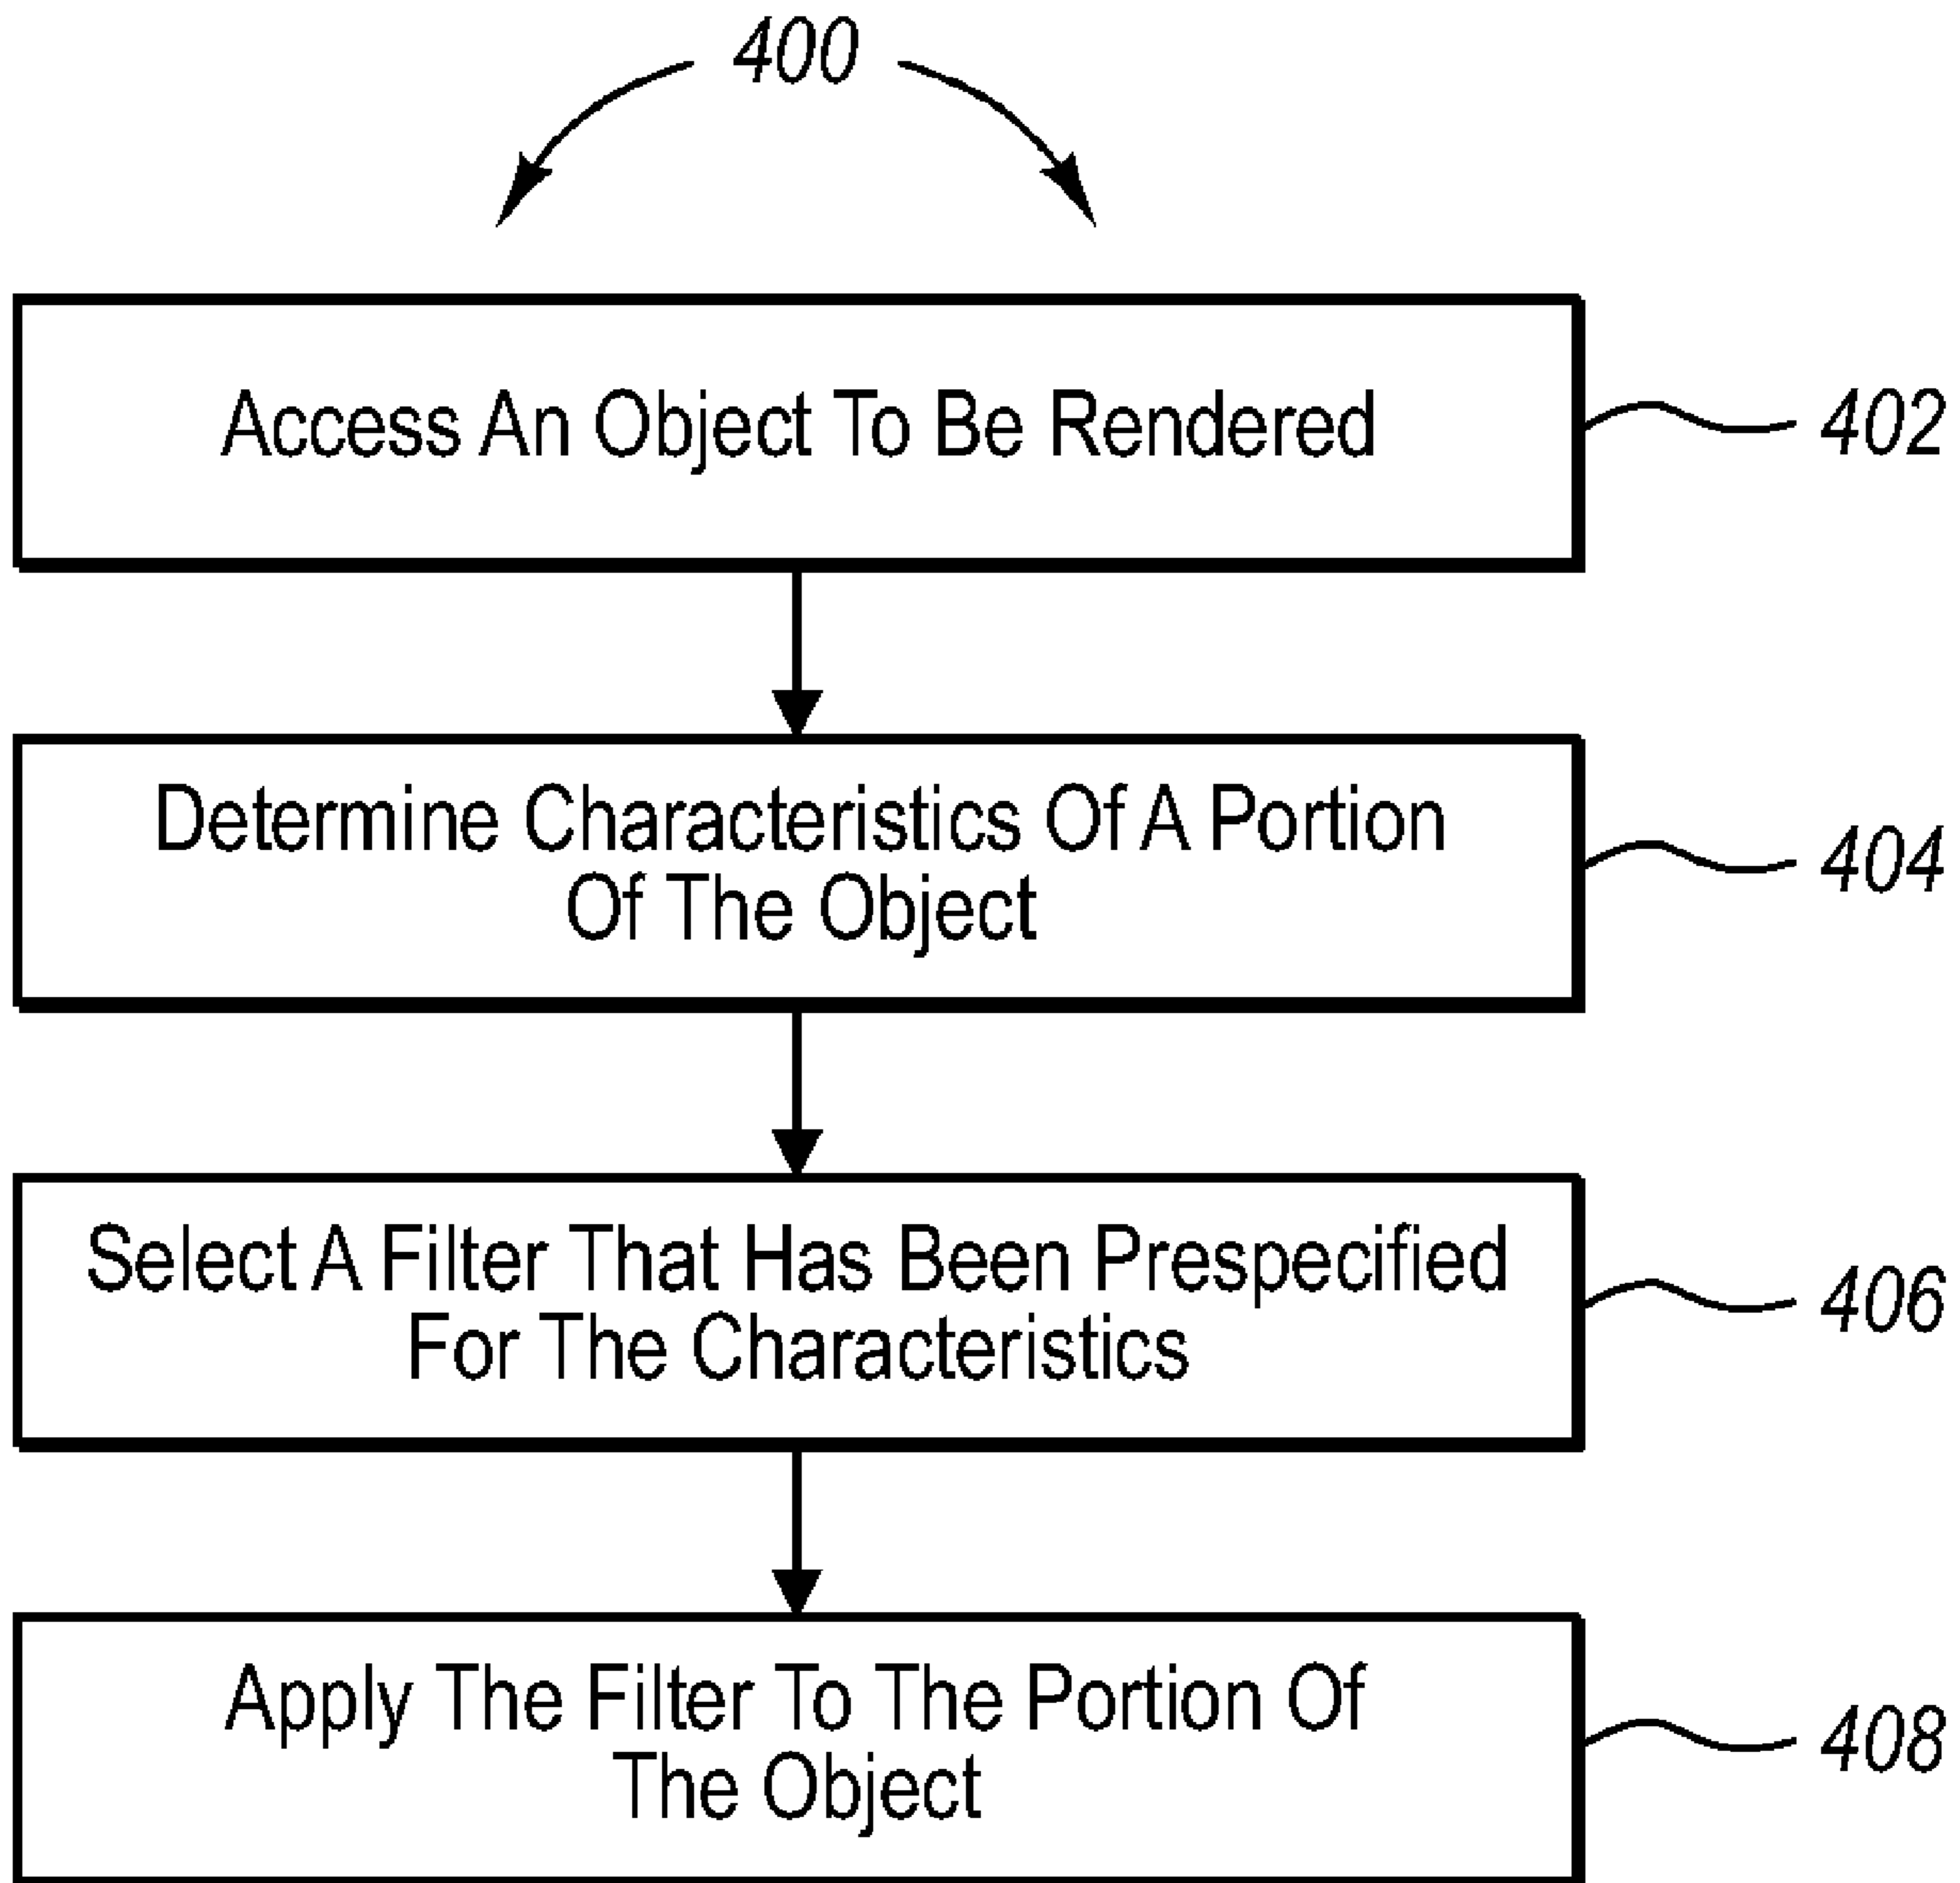 400
Access An Object To Be Rendered
402
Determine Characteristics Of A Portion
Of The Object
404
Select A Filter That Has Been Prespecified
For The Characteristics
406
Apply The Filter To The Portion Of
The Object
408